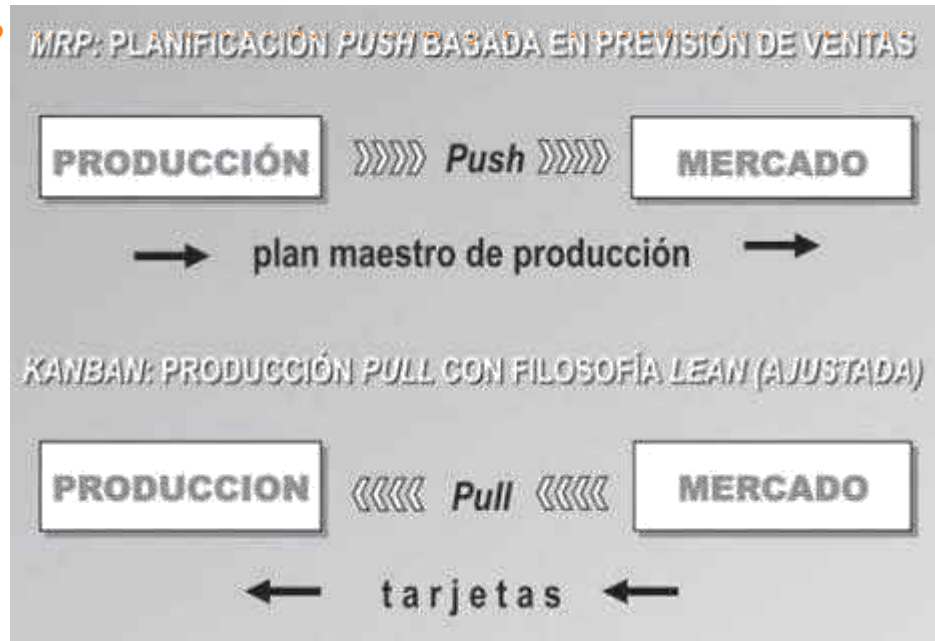 MRP: PLANIFICACIÓN PUSH BASADA EN PREVISIÓN DE VENTAS
PRODUCCIÓN Push MERCADO
plan maestro de producción
KANBAN: PRODUCCIÓN PULL CON FILOSOFÍA LEAN (AJUSTADA)
PRODUCCION Pull MERCADO
tarjetas